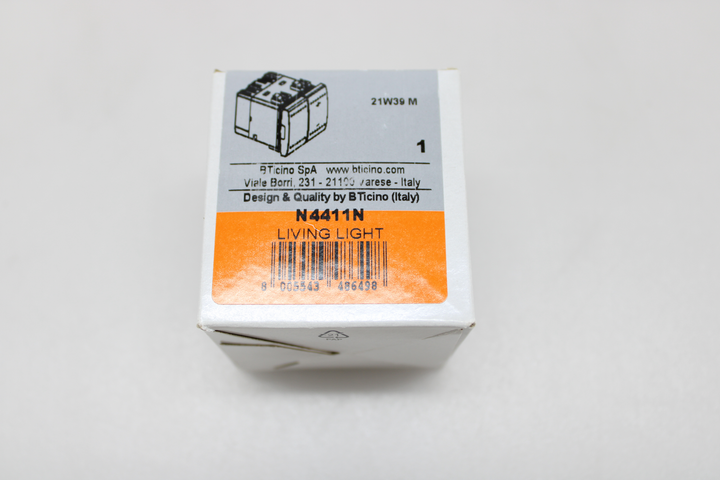 21W39 M
1
BTicino SpA www.bticino.com
Viale Borri, 231 - 21100 Varese - Italy
Design & Quality by BTicino (Italy)
N4411N
LIVING LIGHT
8 005543 486498